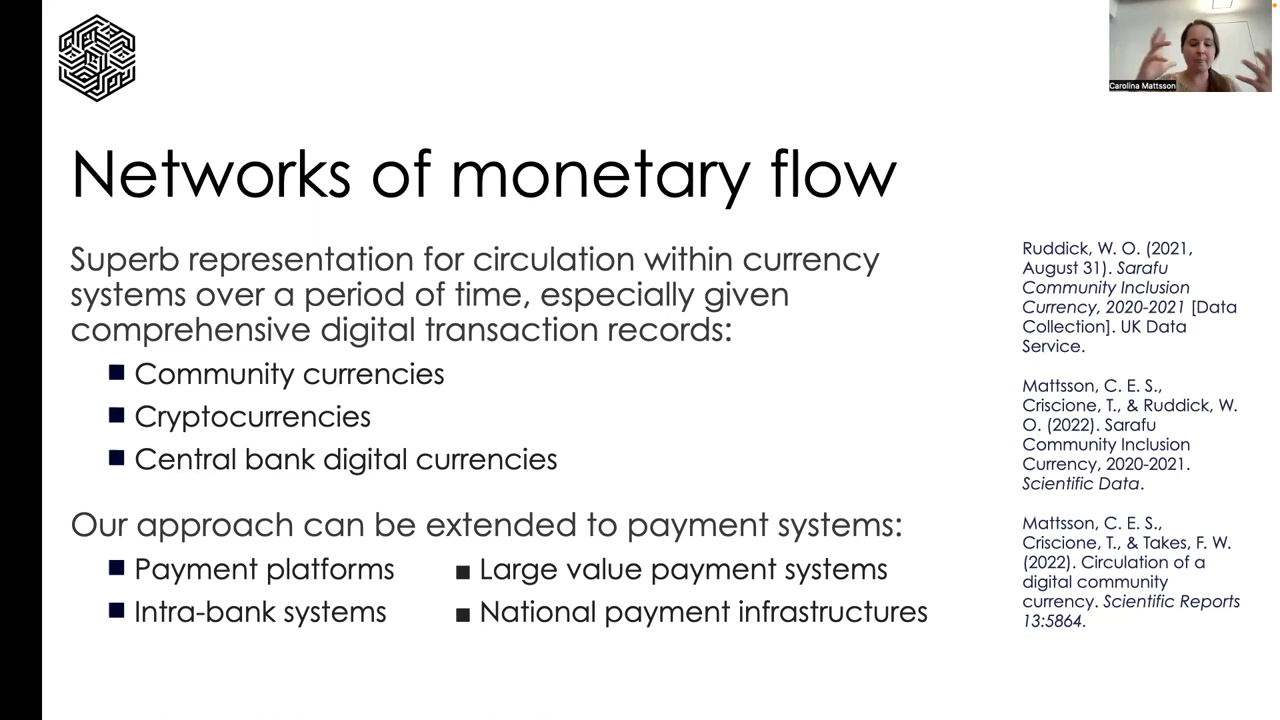 Carolina Mattsson
Networks of monetary flow
Superb representation for circulation within currency
systems over a period of time, especially given
comprehensive digital transaction records:
■ Community currencies
■ Cryptocurrencies
■ Central bank digital currencies
Our approach can be extended to payment systems:
■ Payment platforms
■ Intra-bank systems
■ Large value payment systems
■ National payment infrastructures
Ruddick, W. O. (2021,
August 31). Sarafu
Community Inclusion
Currency, 2020-2021 [Data
Collection]. UK Data
Service.
Mattsson, C. E. S.,
Criscione, T., & Ruddick, W.
O. (2022). Sarafu
Community Inclusion
Currency, 2020-2021.
Scientific Data.
Mattsson, C. E. S.,
Criscione, T., & Takes, F. W.
(2022). Circulation of a
digital community
currency. Scientific Reports
13:5864.